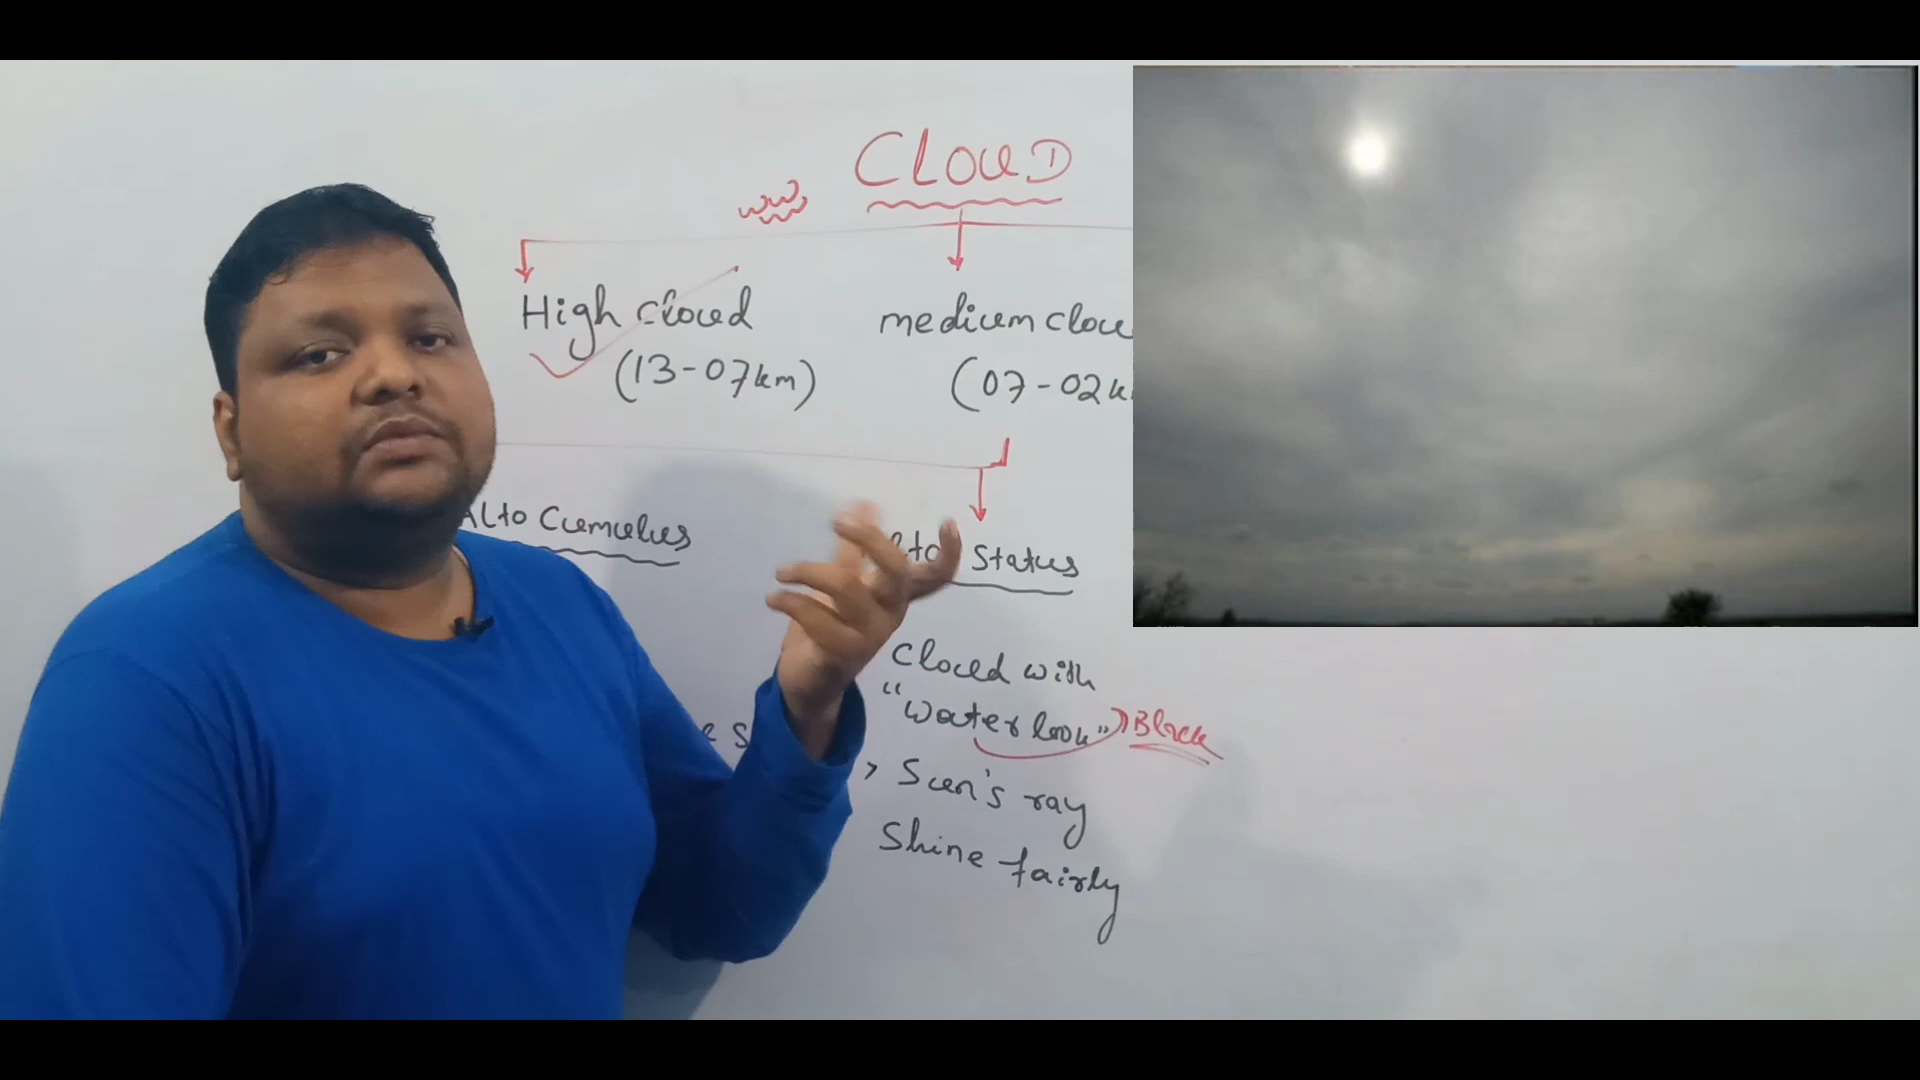 CLOUD
High cloud
(13-07km)
medium clou
(07-02k
Alto Cumulus
lto Status
Cloud with
"Water look" Black
e s
> Sun's ray
Shine fairly